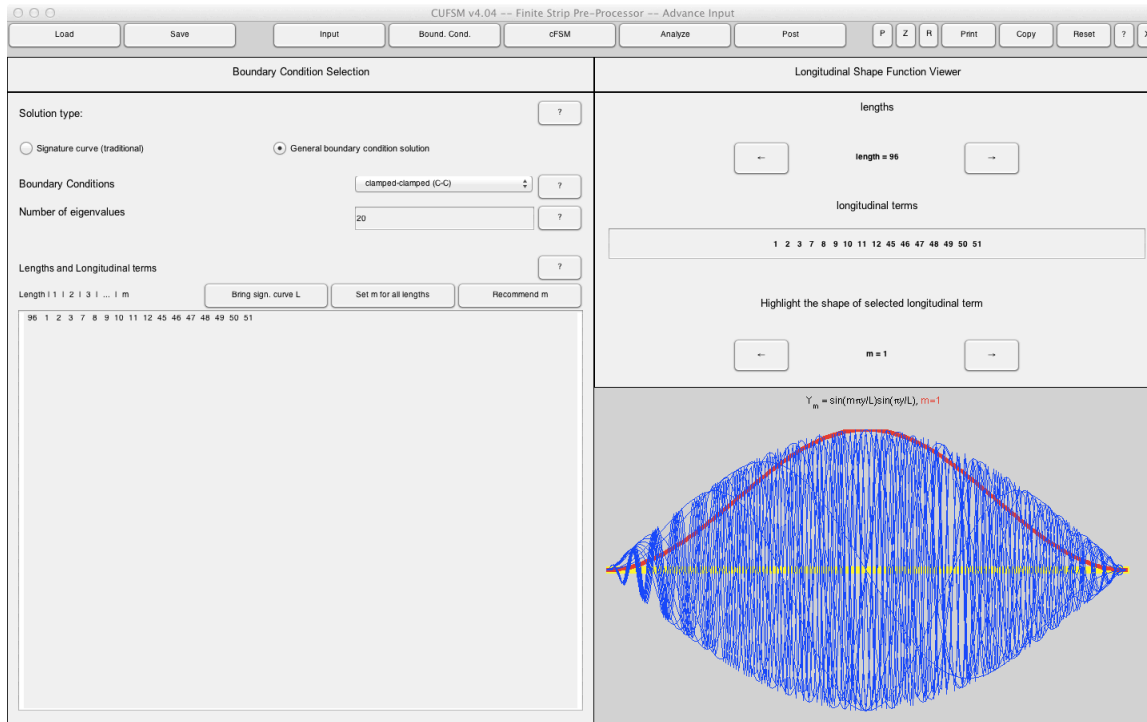 CUFSM v4.04 -- Finite Strip Pre-Processor -- Advance Input
Load Save Input Bound. Cond. cFSM Analyze Post P Z R Print Copy Reset ? X
Boundary Condition Selection
Solution type: ?
Signature curve (traditional) General boundary condition solution
Boundary Conditions clamped-clamped (C-C) ?
Number of eigenvalues 20 ?
Lengths and Longitudinal terms ?
Length | 1 | 2 | 3 | ... | m Bring sign. curve L Set m for all lengths Recommend m
96 1 2 3 7 8 9 10 11 12 45 46 47 48 49 50 51
Longitudinal Shape Function Viewer
lengths
← length = 96 →
longitudinal terms
1 2 3 7 8 9 10 11 12 45 46 47 48 49 50 51
Highlight the shape of selected longitudinal term
← m = 1 →
Yₘ = sin(mπy/L)sin(πy/L), m=1